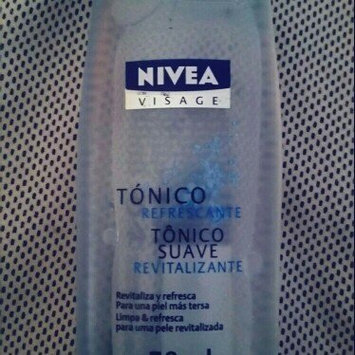 NIVEA
VISAGE
TÓNICO
REFRESCANTE
TÔNICO
SUAVE
REVITALIZANTE
Revitaliza y refresca
Para una piel más tersa
Limpa & refresca
para uma pele revitalizada